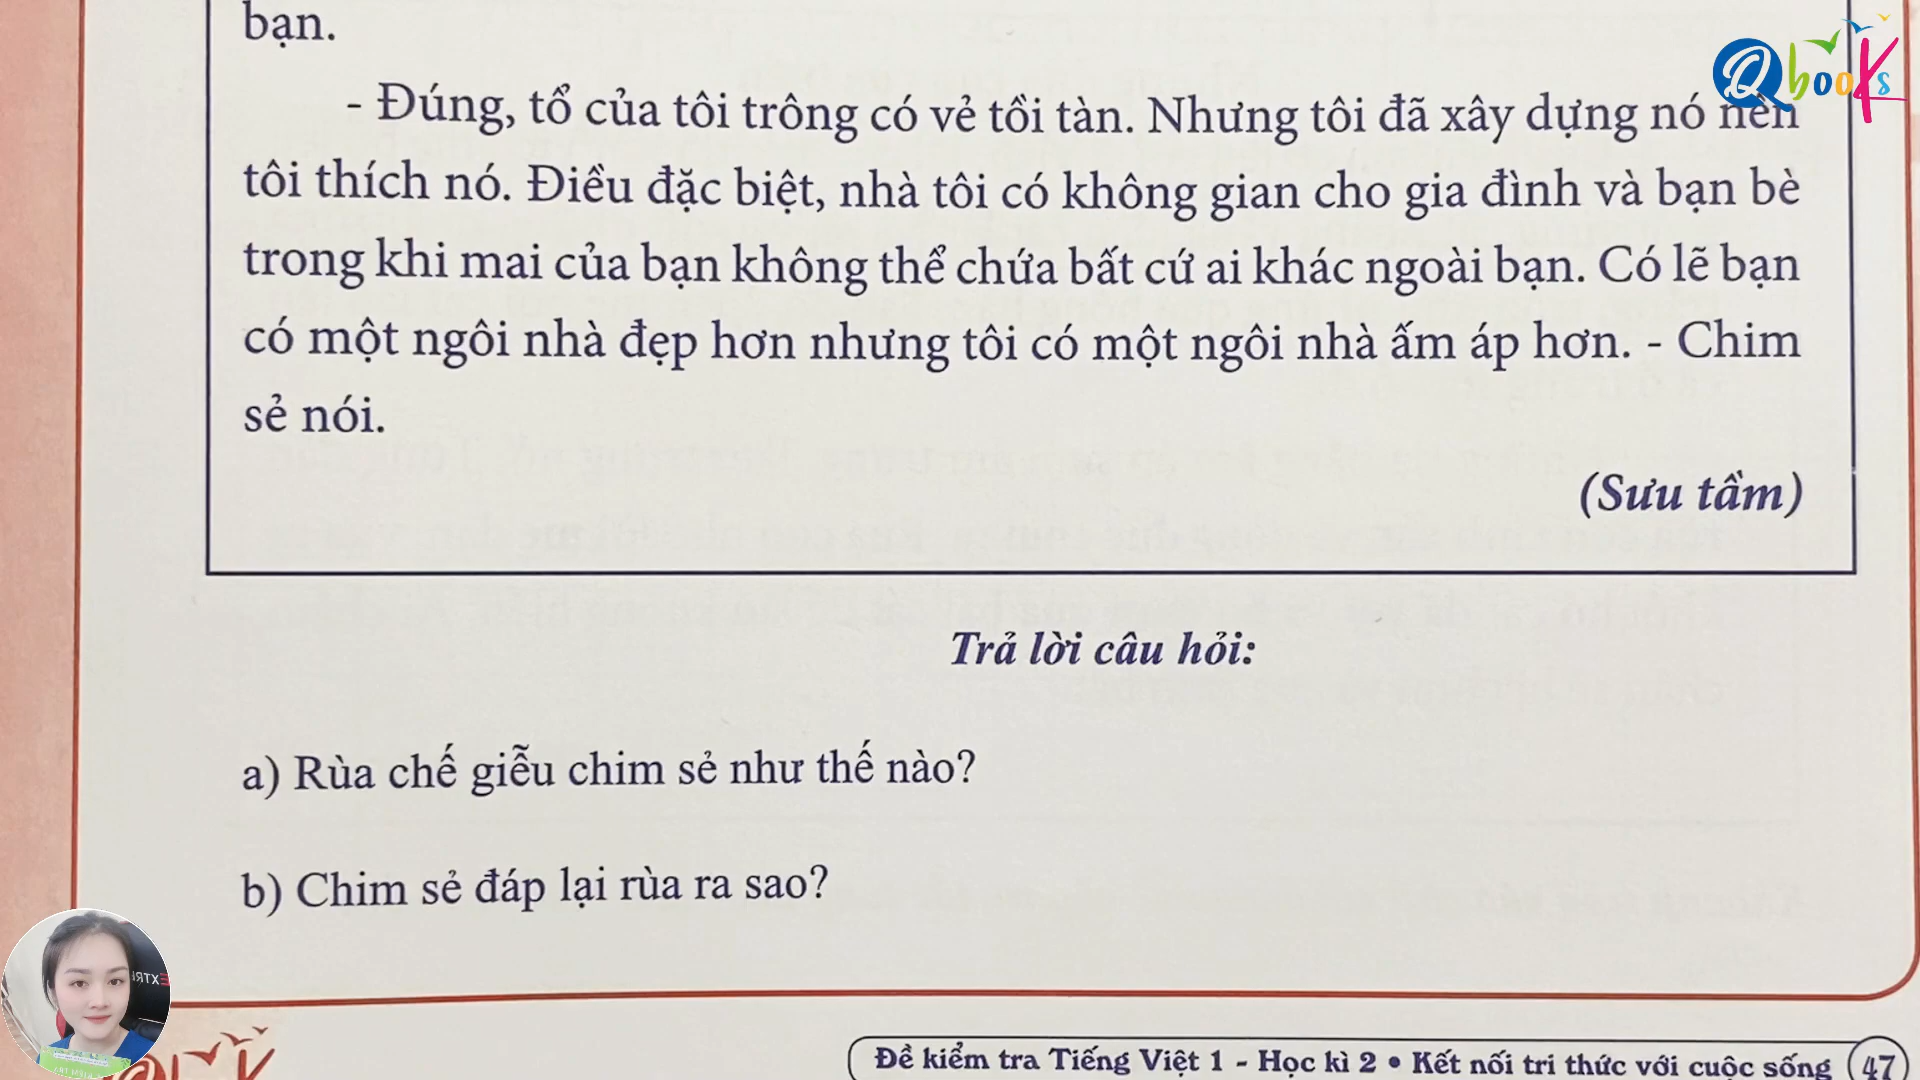 bạn.
- Đúng, tổ của tôi trông có vẻ tồi tàn. Nhưng tôi đã xây dựng nó nên
tôi thích nó. Điều đặc biệt, nhà tôi có không gian cho gia đình và bạn bè
trong khi mai của bạn không thể chứa bất cứ ai khác ngoài bạn. Có lẽ bạn
có một ngôi nhà đẹp hơn nhưng tôi có một ngôi nhà ấm áp hơn. - Chim
sẻ nói.
(Sưu tầm)
Trả lời câu hỏi:
a) Rùa chế giễu chim sẻ như thế nào?
b) Chim sẻ đáp lại rùa ra sao?
Đề kiểm tra Tiếng Việt 1 - Học kì 2 • Kết nối tri thức với cuộc sống 47
Qbooks